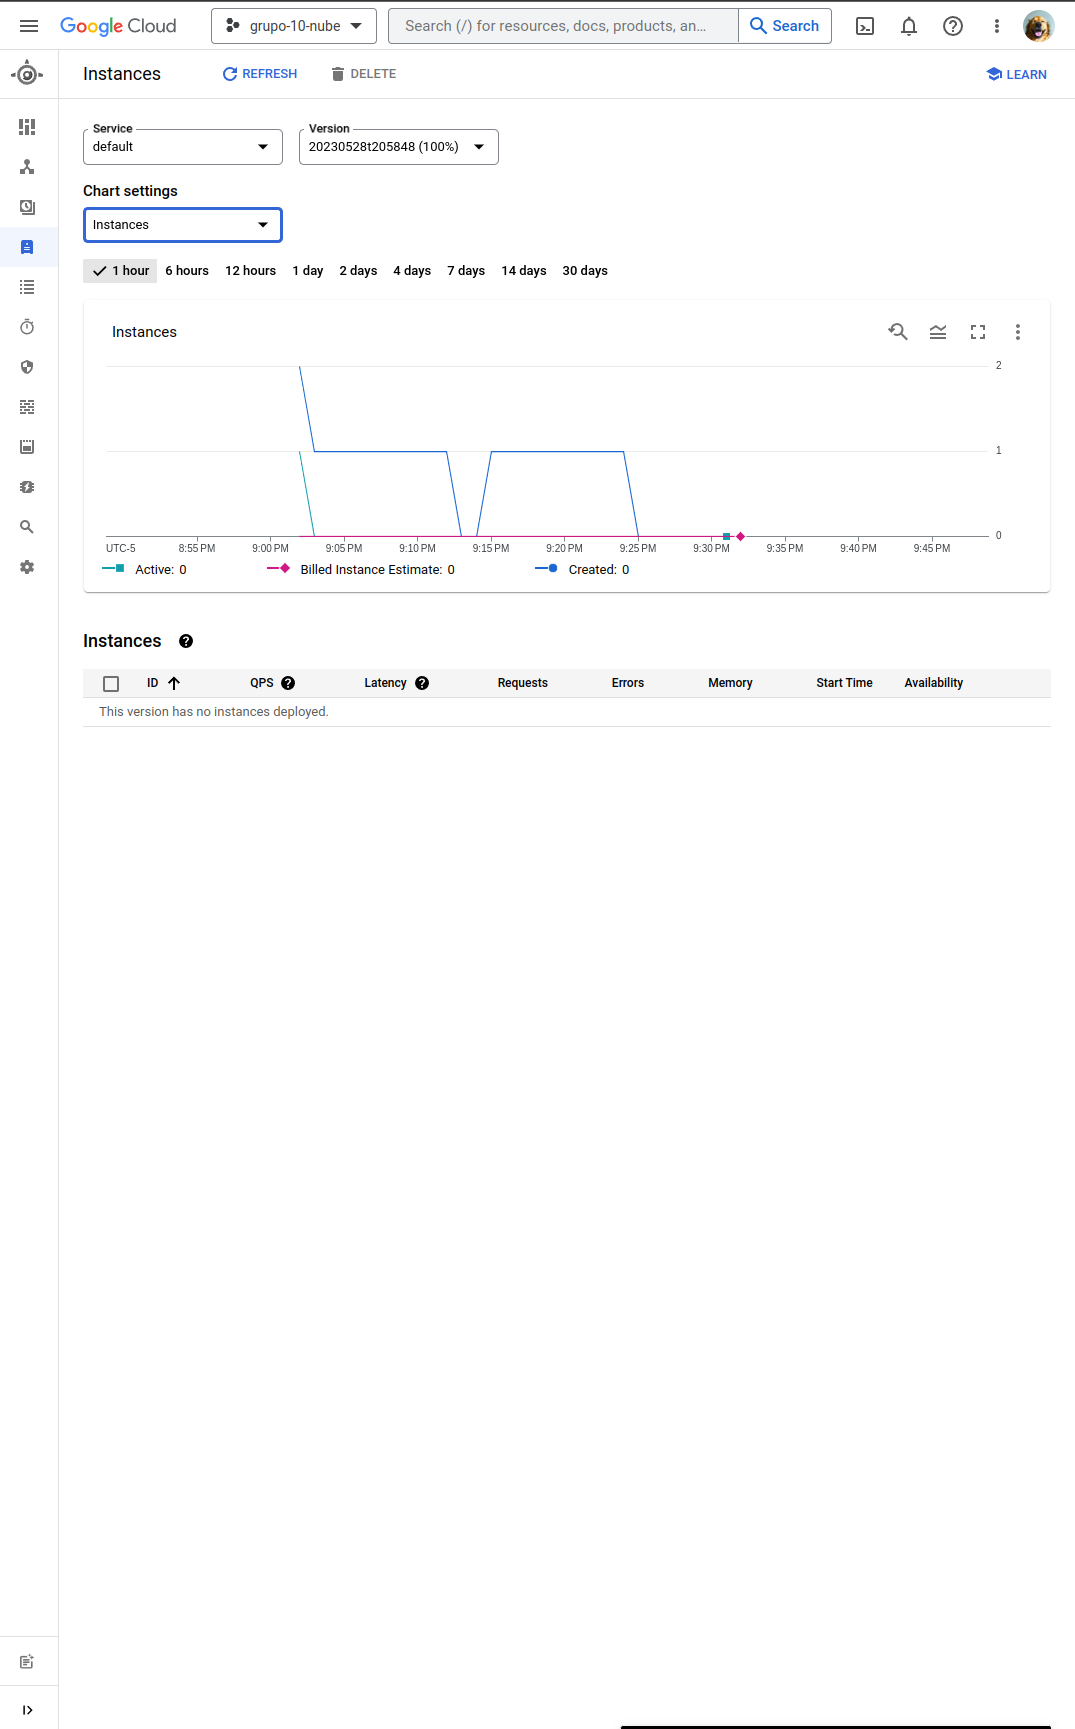 Google Cloud
grupo-10-nube
Search (/) for resources, docs, products, an...
Search
Instances
REFRESH
DELETE
LEARN
Service
default
Version
20230528t205848 (100%)
Chart settings
Instances
1 hour 6 hours 12 hours 1 day 2 days 4 days 7 days 14 days 30 days
Instances
2
1
0
UTC-5 8:55 PM 9:00 PM 9:05 PM 9:10 PM 9:15 PM 9:20 PM 9:25 PM 9:30 PM 9:35 PM 9:40 PM 9:45 PM
Active: 0 Billed Instance Estimate: 0 Created: 0
Instances
ID QPS Latency Requests Errors Memory Start Time Availability
This version has no instances deployed.